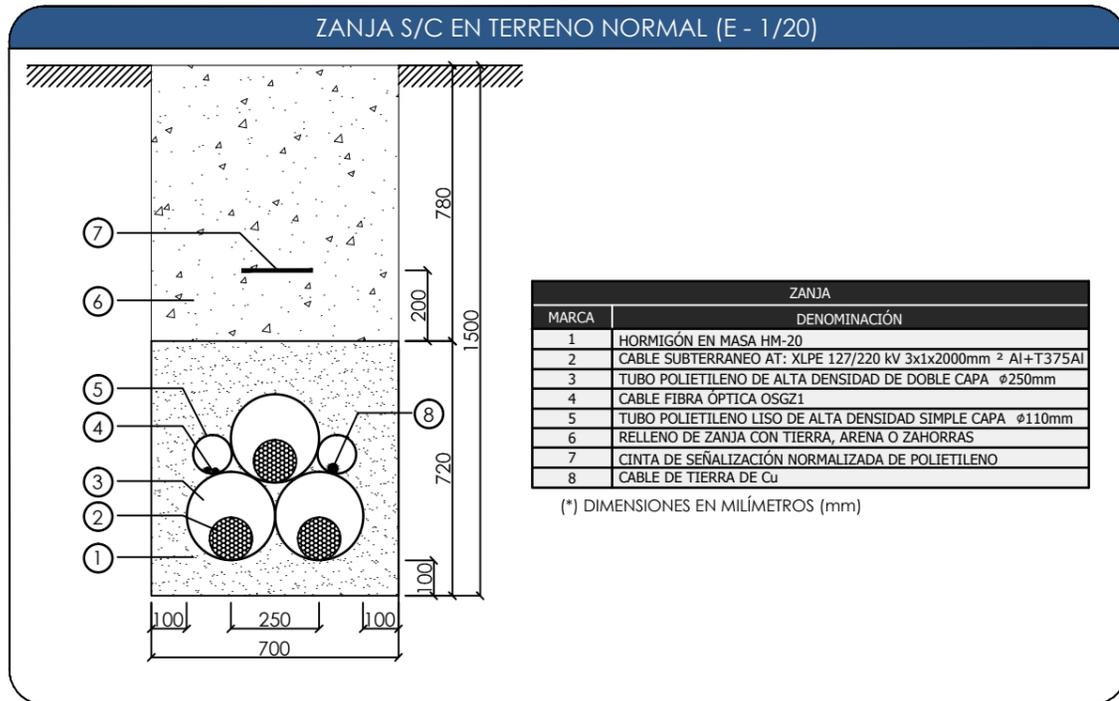 ZANJA S/C EN TERRENO NORMAL (E - 1/20)
780
7
200
6
1500
5
8
4
720
3
2
1
100
100 250 100
700
ZANJA
MARCA DENOMINACIÓN
1 HORMIGÓN EN MASA HM-20
2 CABLE SUBTERRANEO AT: XLPE 127/220 kV 3x1x2000mm ² Al+T375Al
3 TUBO POLIETILENO DE ALTA DENSIDAD DE DOBLE CAPA ϕ250mm
4 CABLE FIBRA ÓPTICA OSGZ1
5 TUBO POLIETILENO LISO DE ALTA DENSIDAD SIMPLE CAPA ϕ110mm
6 RELLENO DE ZANJA CON TIERRA, ARENA O ZAHORRAS
7 CINTA DE SEÑALIZACIÓN NORMALIZADA DE POLIETILENO
8 CABLE DE TIERRA DE Cu
(*) DIMENSIONES EN MILÍMETROS (mm)